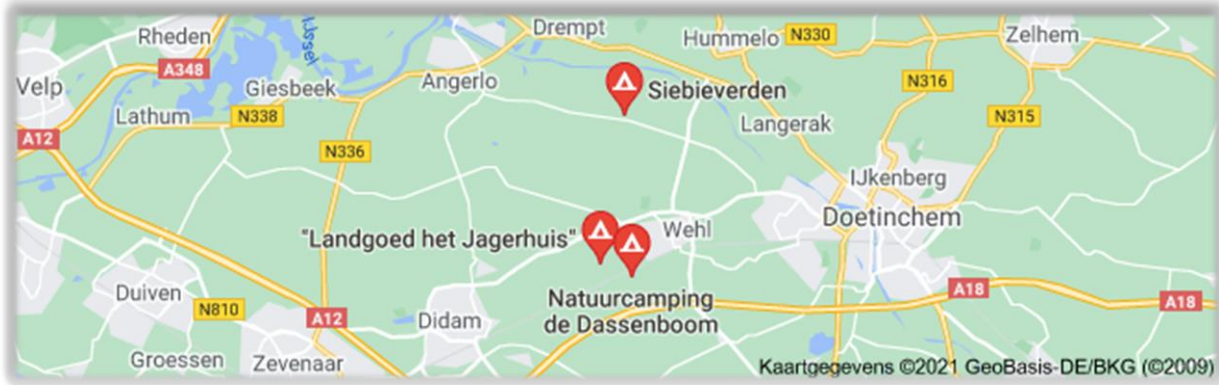 Rheden
Drempt
Hummelo
N330
Zelhem
IJssel
A348
Velp
Giesbeek
Angerlo
N316
Siebieverden
Lathum
N338
Langerak
N315
A12
N336
IJkenberg
Doetinchem
"Landgoed het Jagerhuis"
Wehl
Duiven
N810
Natuurcamping
de Dassenboom
A18
A18
A12
Didam
Groessen
Zevenaar
Kaartgegevens ©2021 GeoBasis-DE/BKG (©2009)